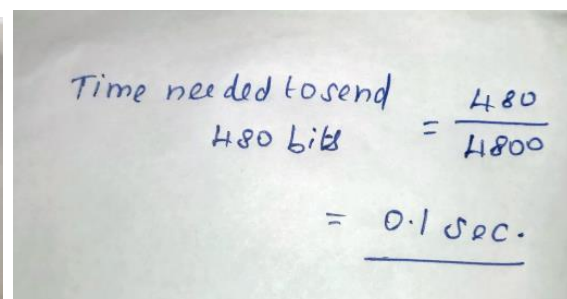 Time needed to send 480
480 bits = 4800
= 0.1 sec.